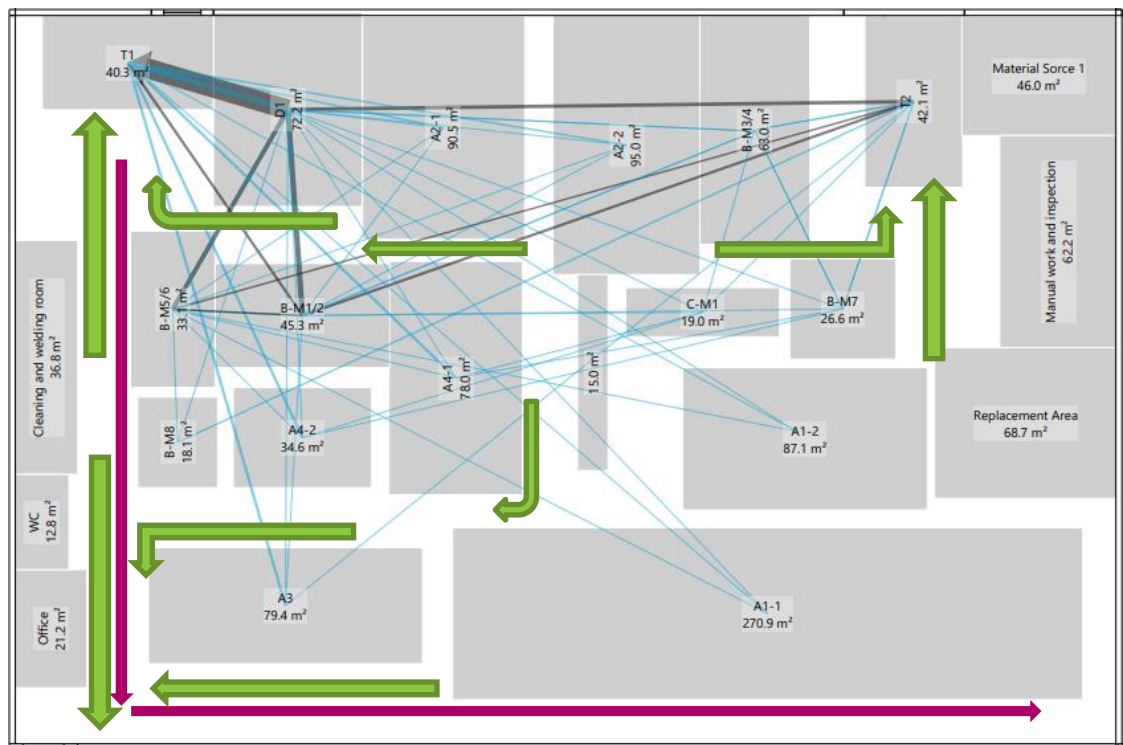 T1
40.3 m²
D1
72.2 m²
A2-1
90.5 m²
A2-2
95.0 m²
B-M3/4
63.0 m²
T2
42.1 m²
Material Sorce 1
46.0 m²
Manual work and inspection
62.2 m²
Cleaning and welding room
36.8 m²
B-M5/6
33.1 m²
B-M1/2
45.3 m²
A4-1
78.0 m²
15.0 m²
C-M1
19.0 m²
B-M7
26.6 m²
B-M8
18.1 m²
A4-2
34.6 m²
A1-2
87.1 m²
Replacement Area
68.7 m²
WC
12.8 m²
Office
21.2 m²
A3
79.4 m²
A1-1
270.9 m²